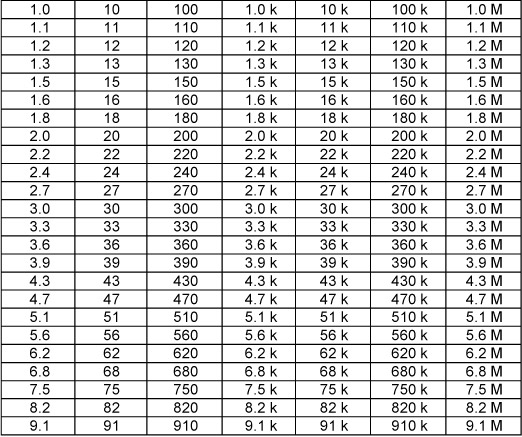 1.0 10 100 1.0 k 10 k 100 k 1.0 M
1.1 11 110 1.1 k 11 k 110 k 1.1 M
1.2 12 120 1.2 k 12 k 120 k 1.2 M
1.3 13 130 1.3 k 13 k 130 k 1.3 M
1.5 15 150 1.5 k 15 k 150 k 1.5 M
1.6 16 160 1.6 k 16 k 160 k 1.6 M
1.8 18 180 1.8 k 18 k 180 k 1.8 M
2.0 20 200 2.0 k 20 k 200 k 2.0 M
2.2 22 220 2.2 k 22 k 220 k 2.2 M
2.4 24 240 2.4 k 24 k 240 k 2.4 M
2.7 27 270 2.7 k 27 k 270 k 2.7 M
3.0 30 300 3.0 k 30 k 300 k 3.0 M
3.3 33 330 3.3 k 33 k 330 k 3.3 M
3.6 36 360 3.6 k 36 k 360 k 3.6 M
3.9 39 390 3.9 k 39 k 390 k 3.9 M
4.3 43 430 4.3 k 43 k 430 k 4.3 M
4.7 47 470 4.7 k 47 k 470 k 4.7 M
5.1 51 510 5.1 k 51 k 510 k 5.1 M
5.6 56 560 5.6 k 56 k 560 k 5.6 M
6.2 62 620 6.2 k 62 k 620 k 6.2 M
6.8 68 680 6.8 k 68 k 680 k 6.8 M
7.5 75 750 7.5 k 75 k 750 k 7.5 M
8.2 82 820 8.2 k 82 k 820 k 8.2 M
9.1 91 910 9.1 k 91 k 910 k 9.1 M